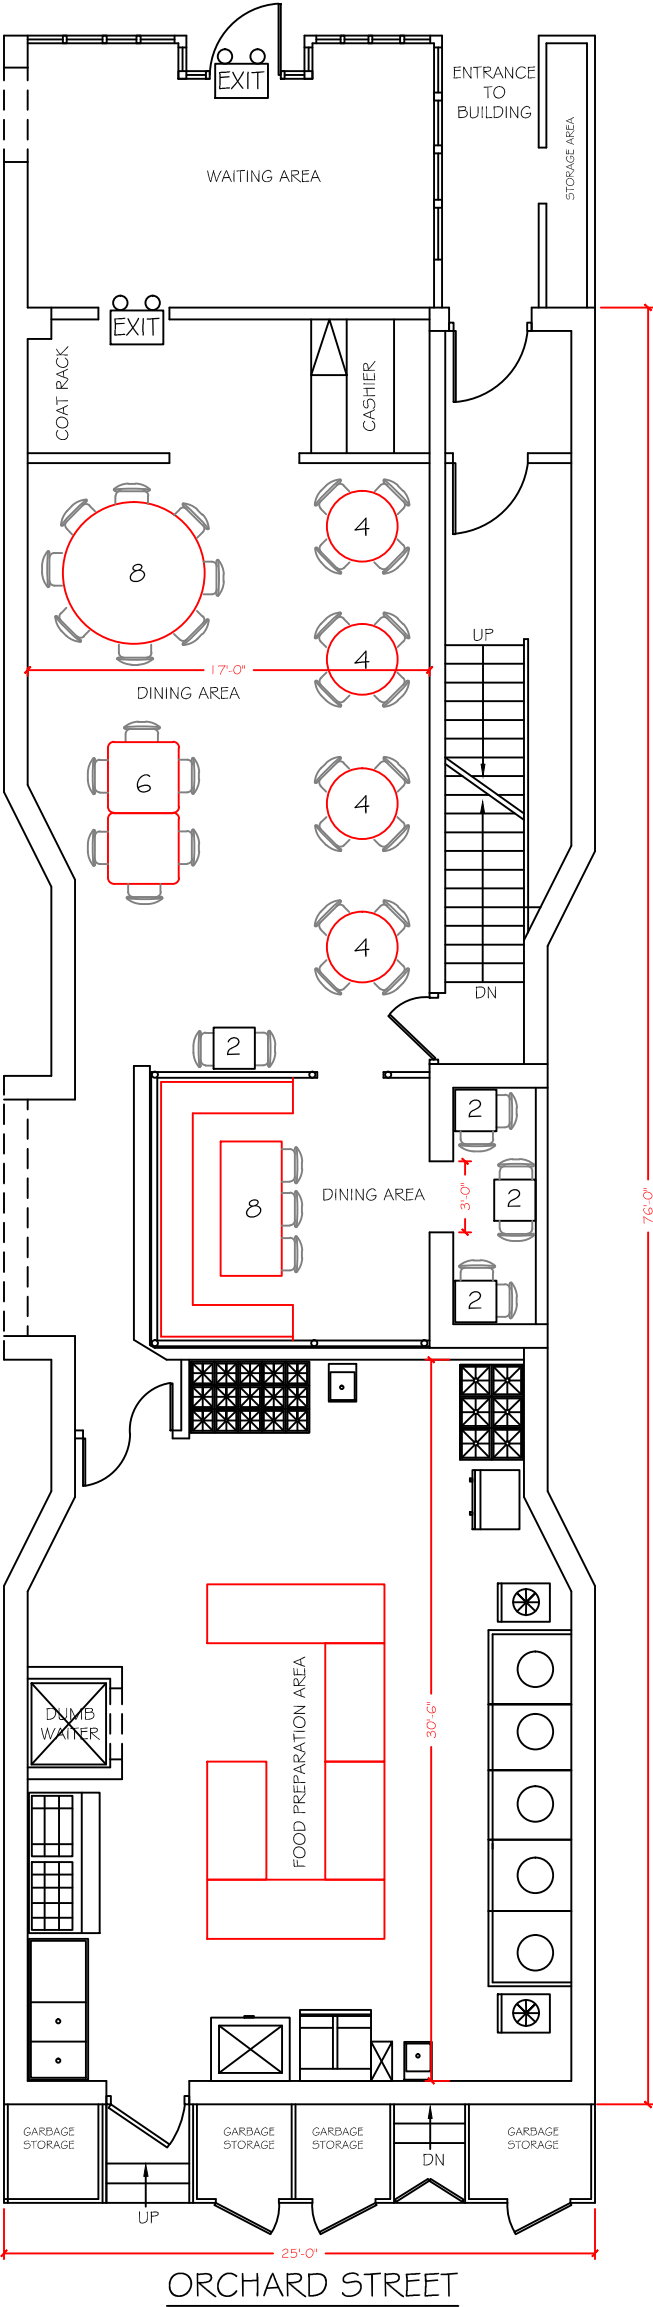 EXIT
ENTRANCE
TO
BUILDING
STORAGE AREA
WAITING AREA
EXIT
COAT RACK
CASHIER
4
8
UP
4
17'-0"
DINING AREA
6
4
4
DN
2
2
DINING AREA
3'-0"
2
8
76'-0"
2
FOOD PREPARATION AREA
30'-6"
DUMB
WAITER
GARBAGE
STORAGE
GARBAGE
STORAGE
GARBAGE
STORAGE
DN
GARBAGE
STORAGE
UP
25'-0"
ORCHARD STREET